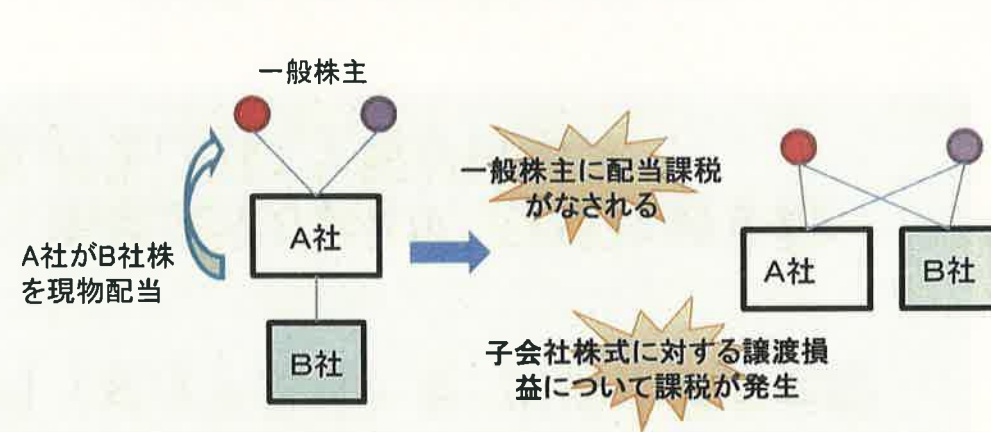 一般株主
A社がB社株
を現物配当
A社
B社
一般株主に配当課税
がなされる
子会社株式に対する譲渡損
益について課税が発生
A社
B社